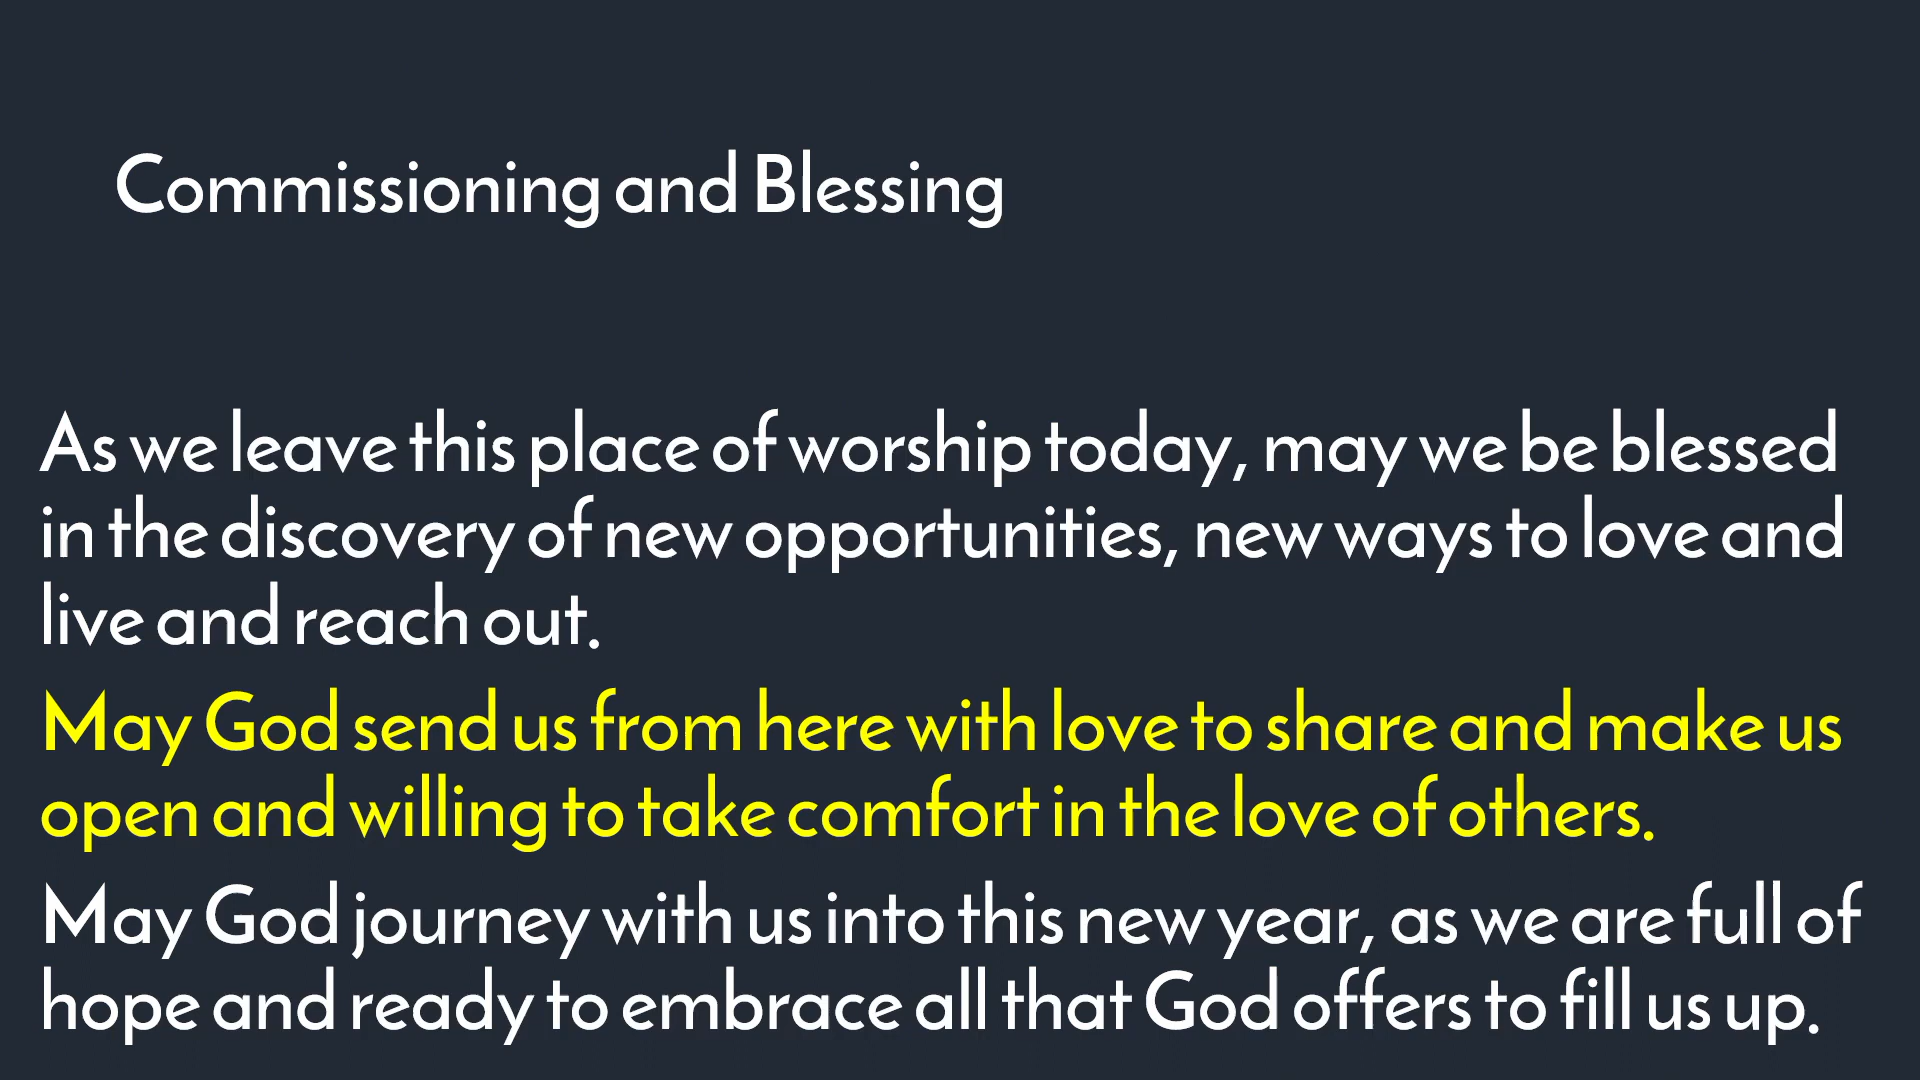 Commissioning and Blessing
As we leave this place of worship today, may we be blessed
in the discovery of new opportunities, new ways to love and
live and reach out.
May God send us from here with love to share and make us
open and willing to take comfort in the love of others.
May God journey with us into this new year, as we are full of
hope and ready to embrace all that God offers to fill us up.